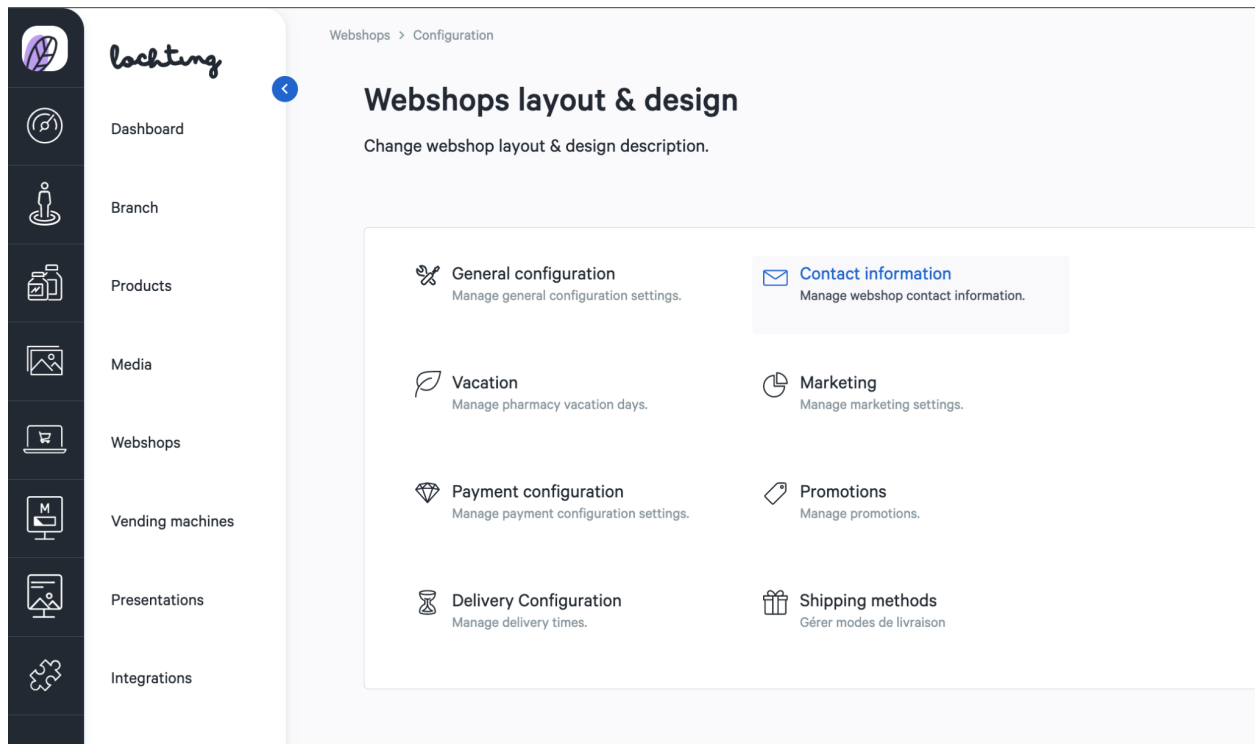 lochting
Dashboard
Branch
Products
Media
Webshops
M
Vending machines
Presentations
Integrations
Webshops > Configuration
Webshops layout & design
Change webshop layout & design description.
General configuration
Manage general configuration settings.
Contact information
Manage webshop contact information.
Vacation
Manage pharmacy vacation days.
Marketing
Manage marketing settings.
Payment configuration
Manage payment configuration settings.
Promotions
Manage promotions.
Delivery Configuration
Manage delivery times.
Shipping methods
Gérer modes de livraison